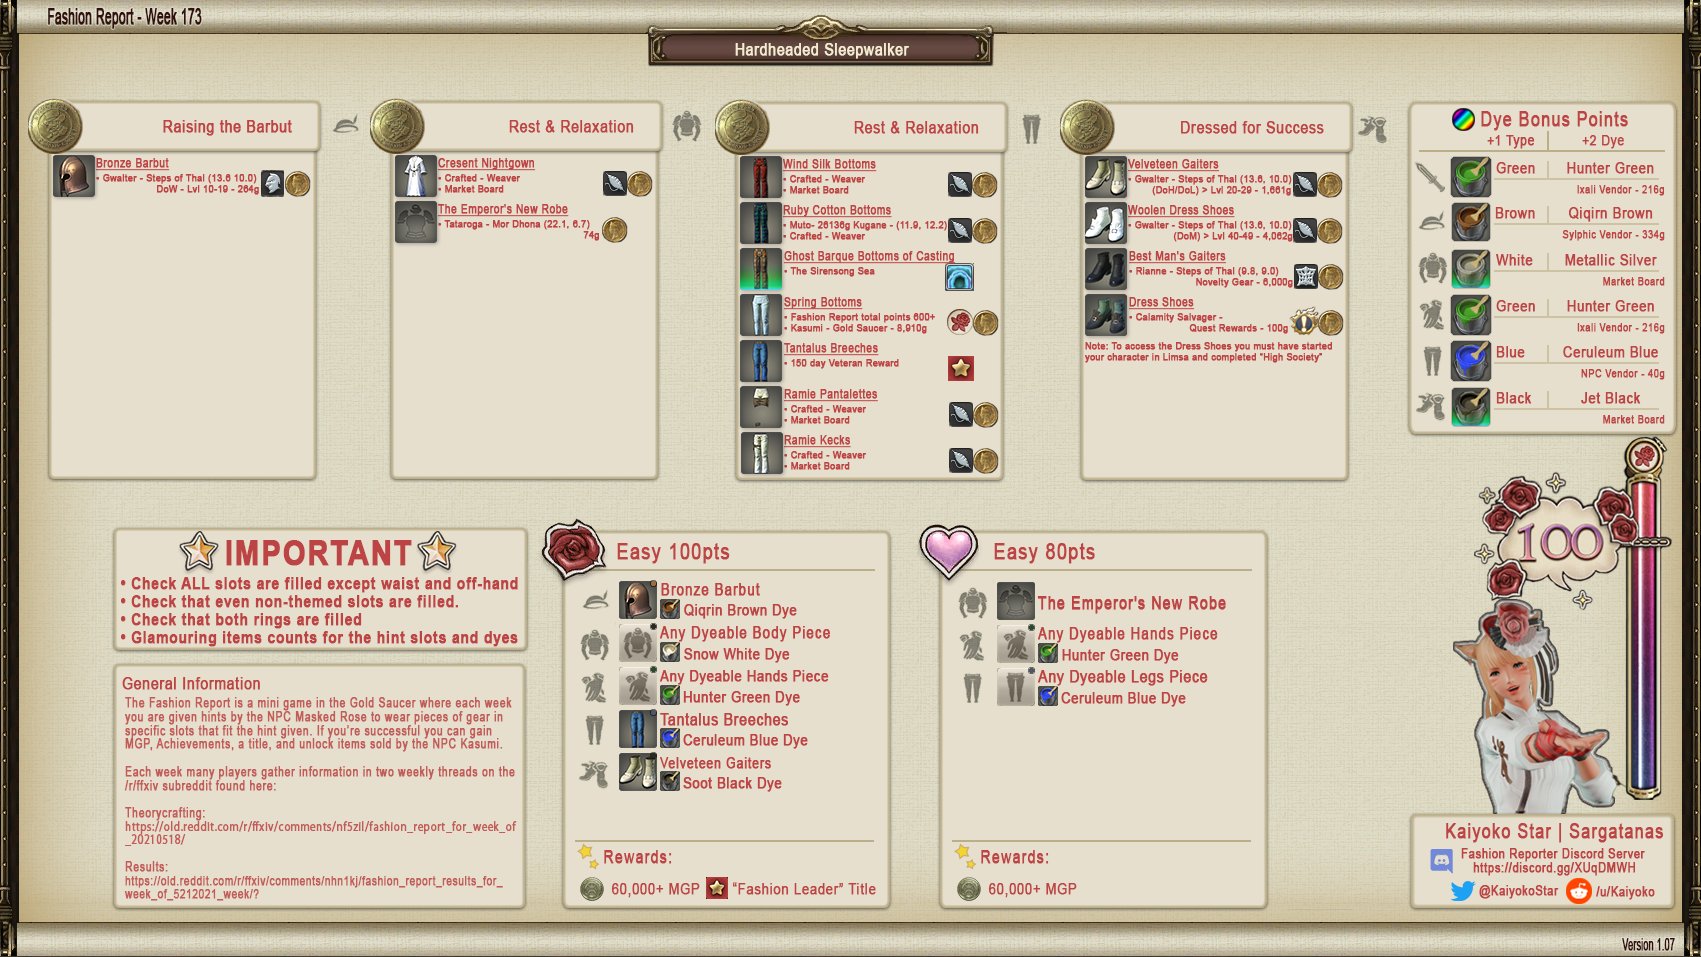 Fashion Report - Week 173
Hardheaded Sleepwalker
Raising the Barbut
Bronze Barbut
• Gwalter - Steps of Thal (13.6 10.0)
DoW - Lvl 10-19 - 264g
Rest & Relaxation
Cresent Nightgown
• Crafted - Weaver
• Market Board
The Emperor's New Robe
• Tataroga - Mor Dhona (22.1, 6.7)
74g
Rest & Relaxation
Wind Silk Bottoms
• Crafted - Weaver
• Market Board
Ruby Cotton Bottoms
• Muto- 26136g Kugane - (11.9, 12.2)
• Crafted - Weaver
Ghost Barque Bottoms of Casting
• The Sirensong Sea
Spring Bottoms
• Fashion Report total points 600+
• Kasumi - Gold Saucer - 8,910g
Tantalus Breeches
• 150 day Veteran Reward
Ramie Pantalettes
• Crafted - Weaver
• Market Board
Ramie Kecks
• Crafted - Weaver
• Market Board
Dressed for Success
Velveteen Gaiters
• Gwalter - Steps of Thal (13.6, 10.0)
(DoH/DoL) > Lvl 20-29 - 1,661g
Woolen Dress Shoes
• Gwalter - Steps of Thal (13.6, 10.0)
(DoM) > Lvl 40-49 - 4,062g
Best Man's Gaiters
• Rianne - Steps of Thal (9.8, 9.0)
Novelty Gear - 6,000g
Dress Shoes
• Calamity Salvager -
Quest Rewards - 100g
Note: To access the Dress Shoes you must have started
your character in Limsa and completed "High Society"
Dye Bonus Points
+1 Type +2 Dye
Green Hunter Green
Ixali Vendor - 216g
Brown Qiqirn Brown
Sylphic Vendor - 334g
White Metallic Silver
Market Board
Green Hunter Green
Ixali Vendor - 216g
Blue Ceruleum Blue
NPC Vendor - 40g
Black Jet Black
Market Board
IMPORTANT
• Check ALL slots are filled except waist and off-hand
• Check that even non-themed slots are filled.
• Check that both rings are filled
• Glamouring items counts for the hint slots and dyes
General Information
The Fashion Report is a mini game in the Gold Saucer where each week
you are given hints by the NPC Masked Rose to wear pieces of gear in
specific slots that fit the hint given. If you're successful you can gain
MGP, Achievements, a title, and unlock items sold by the NPC Kasumi.
Each week many players gather information in two weekly threads on the
/r/ffxiv subreddit found here:
Theorycrafting:
https://old.reddit.com/r/ffxiv/comments/nf5zil/fashion_report_for_week_of
_20210518/
Results:
https://old.reddit.com/r/ffxiv/comments/nhn1kj/fashion_report_results_for_
week_of_5212021_week/?
Easy 100pts
Bronze Barbut
Qiqrin Brown Dye
Any Dyeable Body Piece
Snow White Dye
Any Dyeable Hands Piece
Hunter Green Dye
Tantalus Breeches
Ceruleum Blue Dye
Velveteen Gaiters
Soot Black Dye
Rewards:
60,000+ MGP "Fashion Leader" Title
Easy 80pts
The Emperor's New Robe
Any Dyeable Hands Piece
Hunter Green Dye
Any Dyeable Legs Piece
Ceruleum Blue Dye
Rewards:
60,000+ MGP
100
Kaiyoko Star | Sargatanas
Fashion Reporter Discord Server
https://discord.gg/XUqDMWH
@KaiyokoStar /u/Kaiyoko
Version 1.07